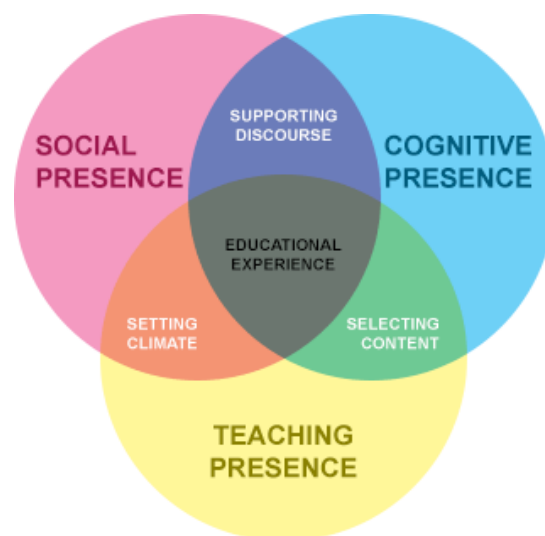 SUPPORTING
DISCOURSE
SOCIAL
PRESENCE
COGNITIVE
PRESENCE
EDUCATIONAL
EXPERIENCE
SETTING
CLIMATE
SELECTING
CONTENT
TEACHING
PRESENCE